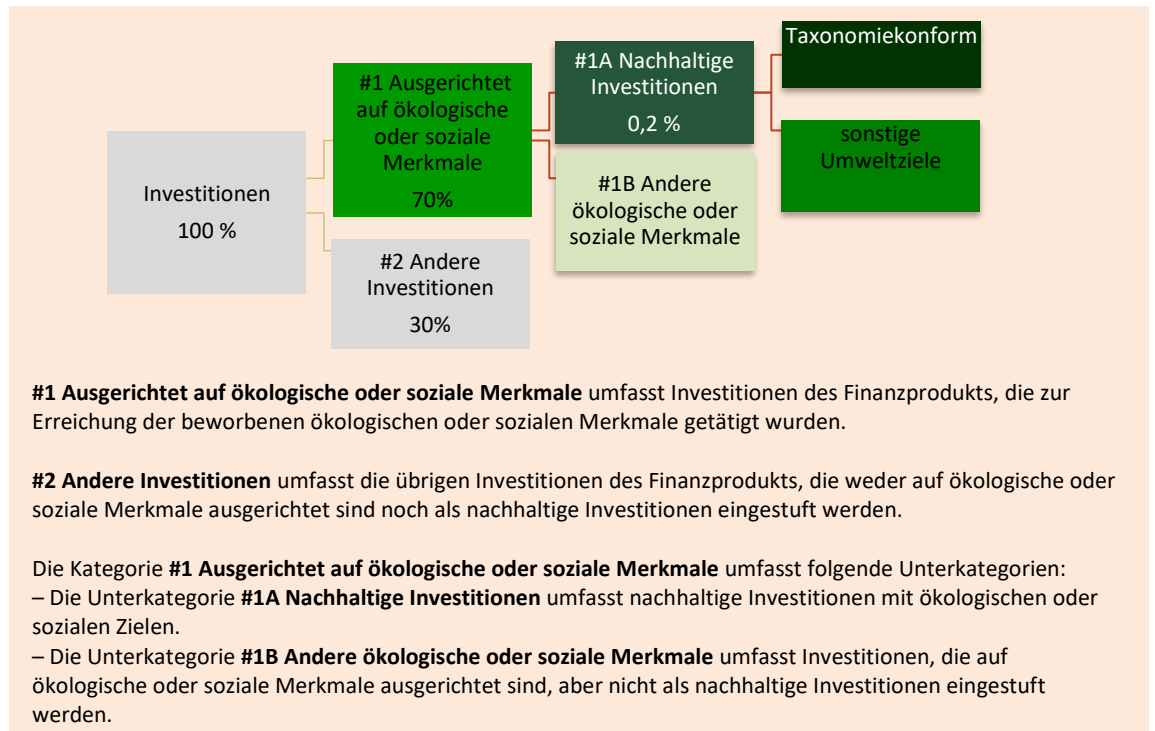 Investitionen
100 %
#1 Ausgerichtet
auf ökologische
oder soziale
Merkmale
70%
#2 Andere
Investitionen
30%
#1A Nachhaltige
Investitionen
0,2 %
#1B Andere
ökologische oder
soziale Merkmale
Taxonomiekonform
sonstige
Umweltziele
#1 Ausgerichtet auf ökologische oder soziale Merkmale umfasst Investitionen des Finanzprodukts, die zur
Erreichung der beworbenen ökologischen oder sozialen Merkmale getätigt wurden.
#2 Andere Investitionen umfasst die übrigen Investitionen des Finanzprodukts, die weder auf ökologische oder
soziale Merkmale ausgerichtet sind noch als nachhaltige Investitionen eingestuft werden.
Die Kategorie #1 Ausgerichtet auf ökologische oder soziale Merkmale umfasst folgende Unterkategorien:
– Die Unterkategorie #1A Nachhaltige Investitionen umfasst nachhaltige Investitionen mit ökologischen oder
sozialen Zielen.
– Die Unterkategorie #1B Andere ökologische oder soziale Merkmale umfasst Investitionen, die auf
ökologische oder soziale Merkmale ausgerichtet sind, aber nicht als nachhaltige Investitionen eingestuft
werden.